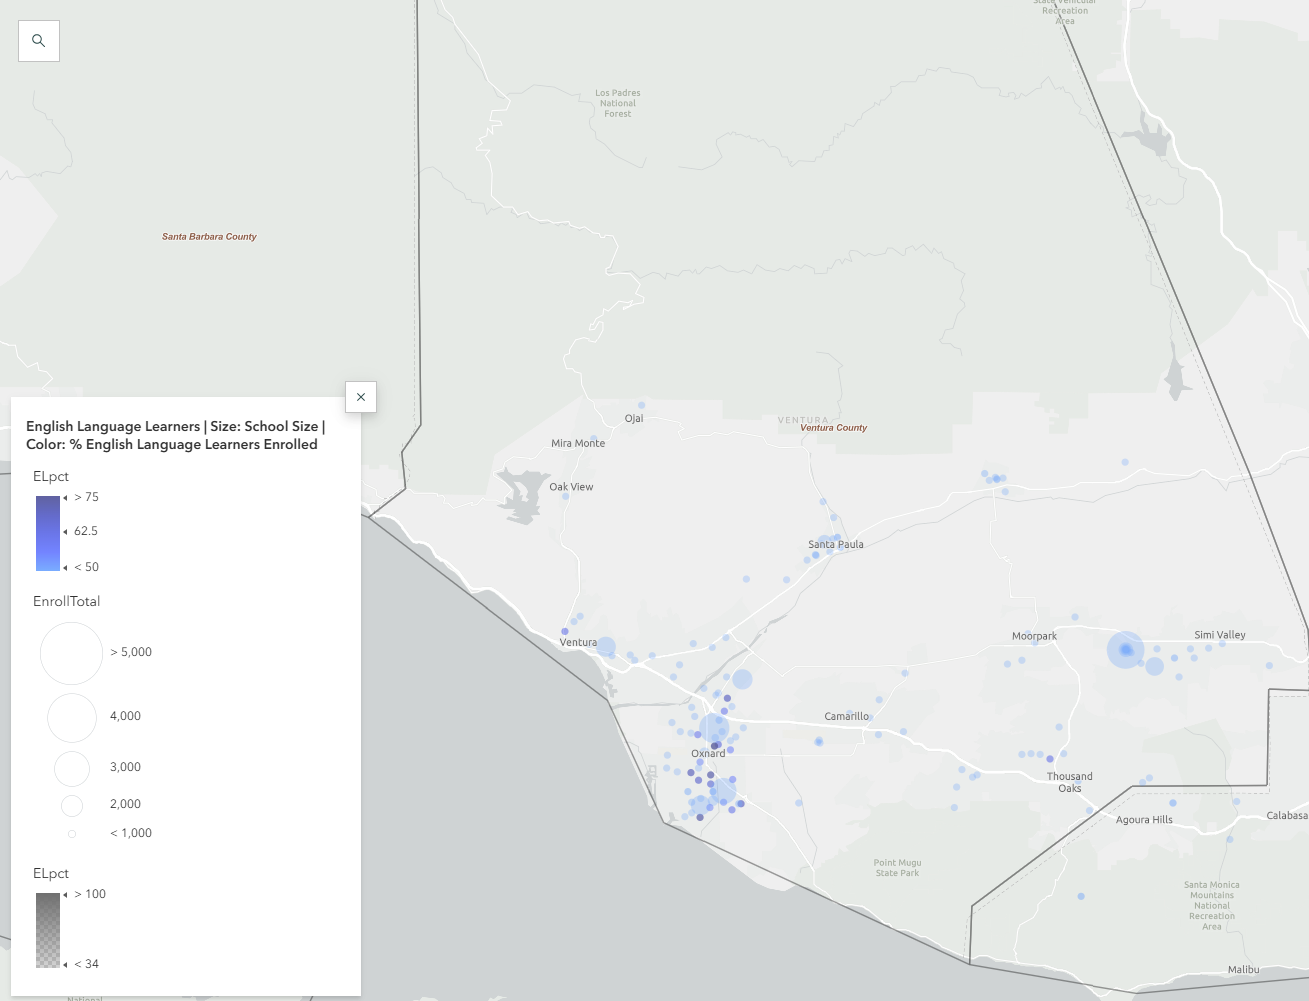 State Vehicular
Recreation
Area
Los Padres
National
Forest
Santa Barbara County
Ojai
VENTURA
Ventura County
Mira Monte
Oak View
Santa Paula
Ventura
Moorpark
Simi Valley
Camarillo
Oxnard
Thousand
Oaks
Agoura Hills
Calabasa
Point Mugu
State Park
Santa Monica
Mountains
National
Recreation
Area
Malibu
English Language Learners | Size: School Size |
Color: % English Language Learners Enrolled
ELpct
> 75
62.5
< 50
EnrollTotal
> 5,000
4,000
3,000
2,000
< 1,000
ELpct
> 100
< 34
National